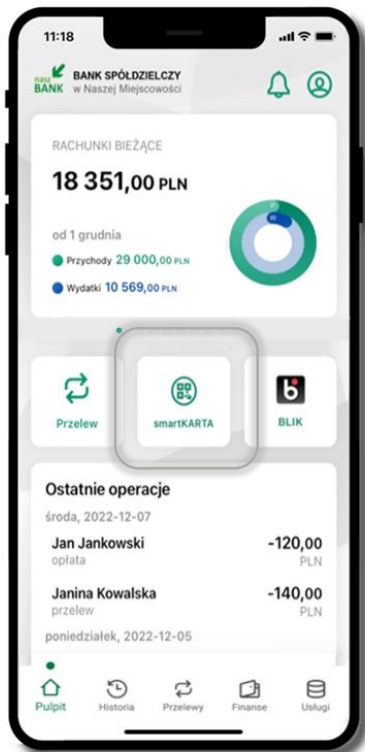 11:18
nasz BANK BANK SPÓŁDZIELCZY
w Naszej Miejscowości
RACHUNKI BIEŻĄCE
18 351,00 PLN
od 1 grudnia
Przychody 29 000,00 PLN
Wydatki 10 569,00 PLN
P
W
Przelew smartKARTA BLIK
Ostatnie operacje
środa, 2022-12-07
Jan Jankowski -120,00
opłata PLN
Janina Kowalska -140,00
przelew PLN
poniedziałek, 2022-12-05
Pulpit Historia Przelewy Finanse Usługi